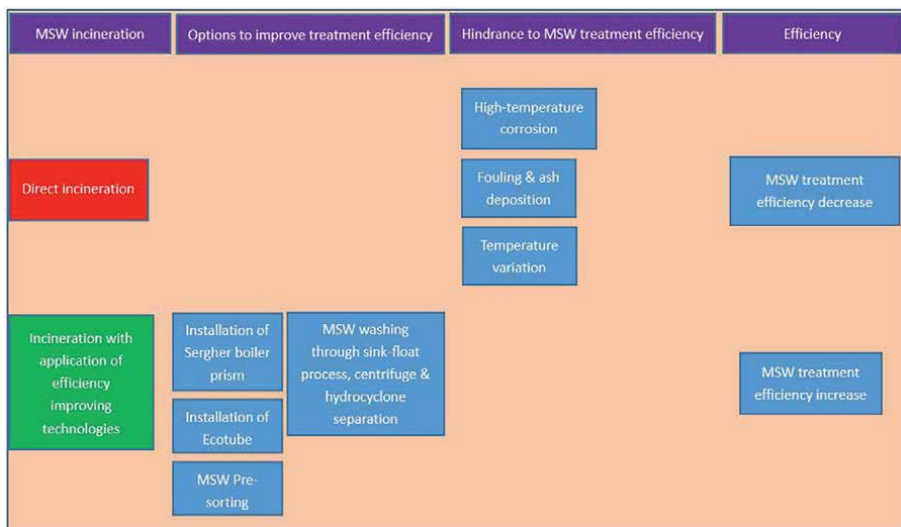 MSW incineration
Options to improve treatment efficiency
Hindrance to MSW treatment efficiency
Efficiency
High-temperature
corrosion
Direct incineration
Fouling & ash
deposition
MSW treatment
efficiency decrease
Temperature
variation
Incineration with
application of
efficiency
improving
technologies
Installation of
Sergher boiler
prism
MSW washing
through sink-float
process, centrifuge &
hydrocyclone
separation
Installation of
Ecotube
MSW Pre-
sorting
MSW treatment
efficiency increase